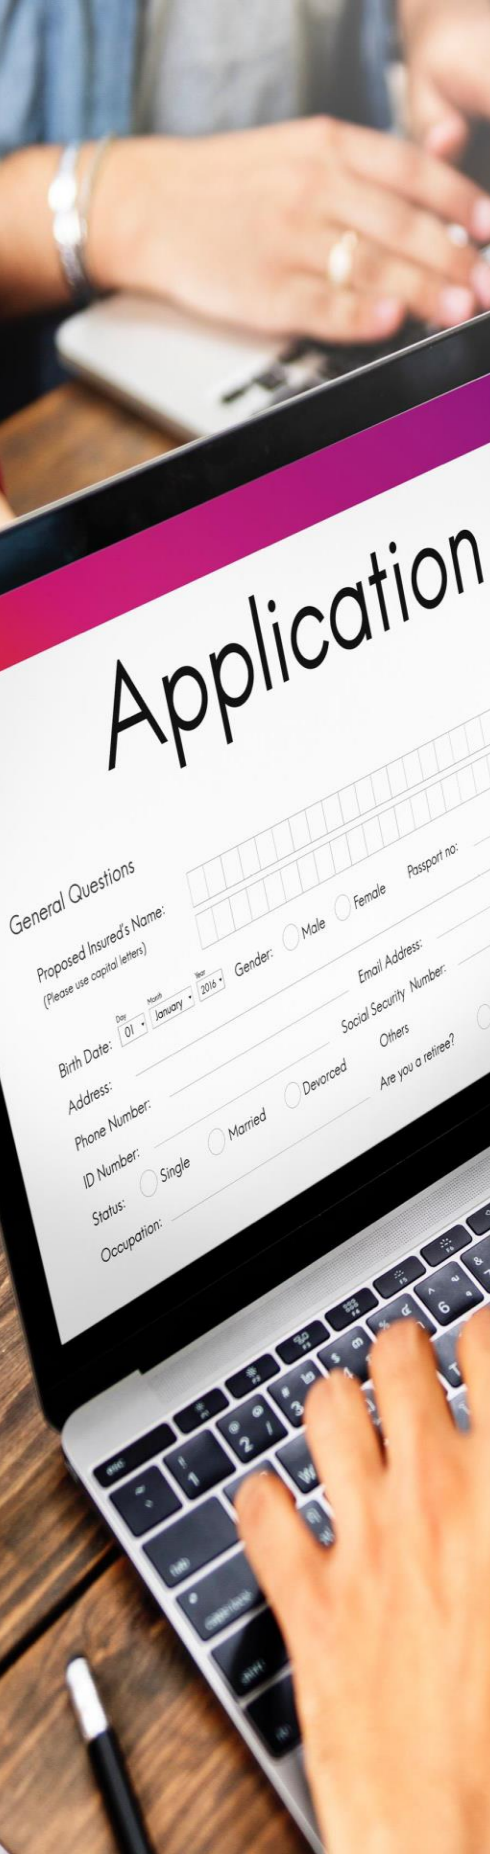 Application
General Questions
Proposed Insured's Name:
(Please use capital letters)
Day Month Year
Birth Date: 01 January 2016 Gender: Male Female Passport no:
Address:
Phone Number: Email Address:
ID Number: Social Security Number:
Status: Single Married Devorced Others
Occupation: Are you a retiree?